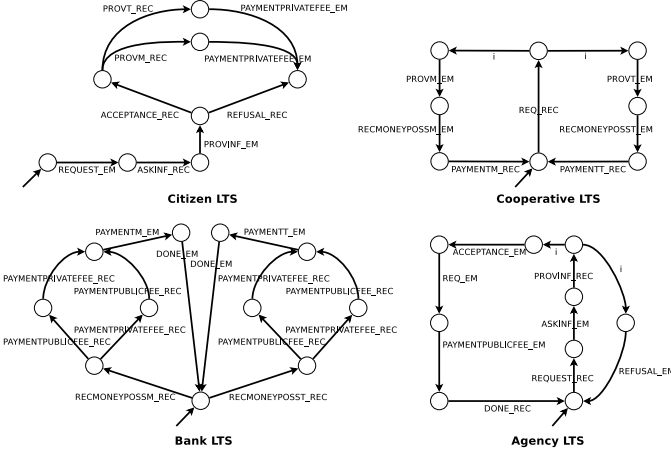 PROVT_REC
PAYMENTPRIVATEFEE_EM
PROVM_REC
PAYMENTPRIVATEFEE_EM
ACCEPTANCE_REC
REFUSAL_REC
PROVINF_EM
REQUEST_EM
ASKINF_REC
Citizen LTS
i
i
PROVM_EM
PROVT_EM
REQ_REC
RECMONEYPOSSM_EM
RECMONEYPOSST_EM
PAYMENTM_REC
PAYMENTT_REC
Cooperative LTS
PAYMENTM_EM
PAYMENTT_EM
DONE_EM
DONE_EM
PAYMENTPRIVATEFEE_REC
PAYMENTPRIVATEFEE_REC
PAYMENTPUBLICFEE_REC
PAYMENTPUBLICFEE_REC
PAYMENTPRIVATEFEE_REC
PAYMENTPRIVATEFEE_REC
PAYMENTPUBLICFEE_REC
PAYMENTPUBLICFEE_REC
RECMONEYPOSSM_REC
RECMONEYPOSST_REC
Bank LTS
ACCEPTANCE_EM
i
i
REQ_EM
PROVINF_REC
ASKINF_EM
PAYMENTPUBLICFEE_EM
REQUEST_REC
REFUSAL_EM
DONE_REC
Agency LTS